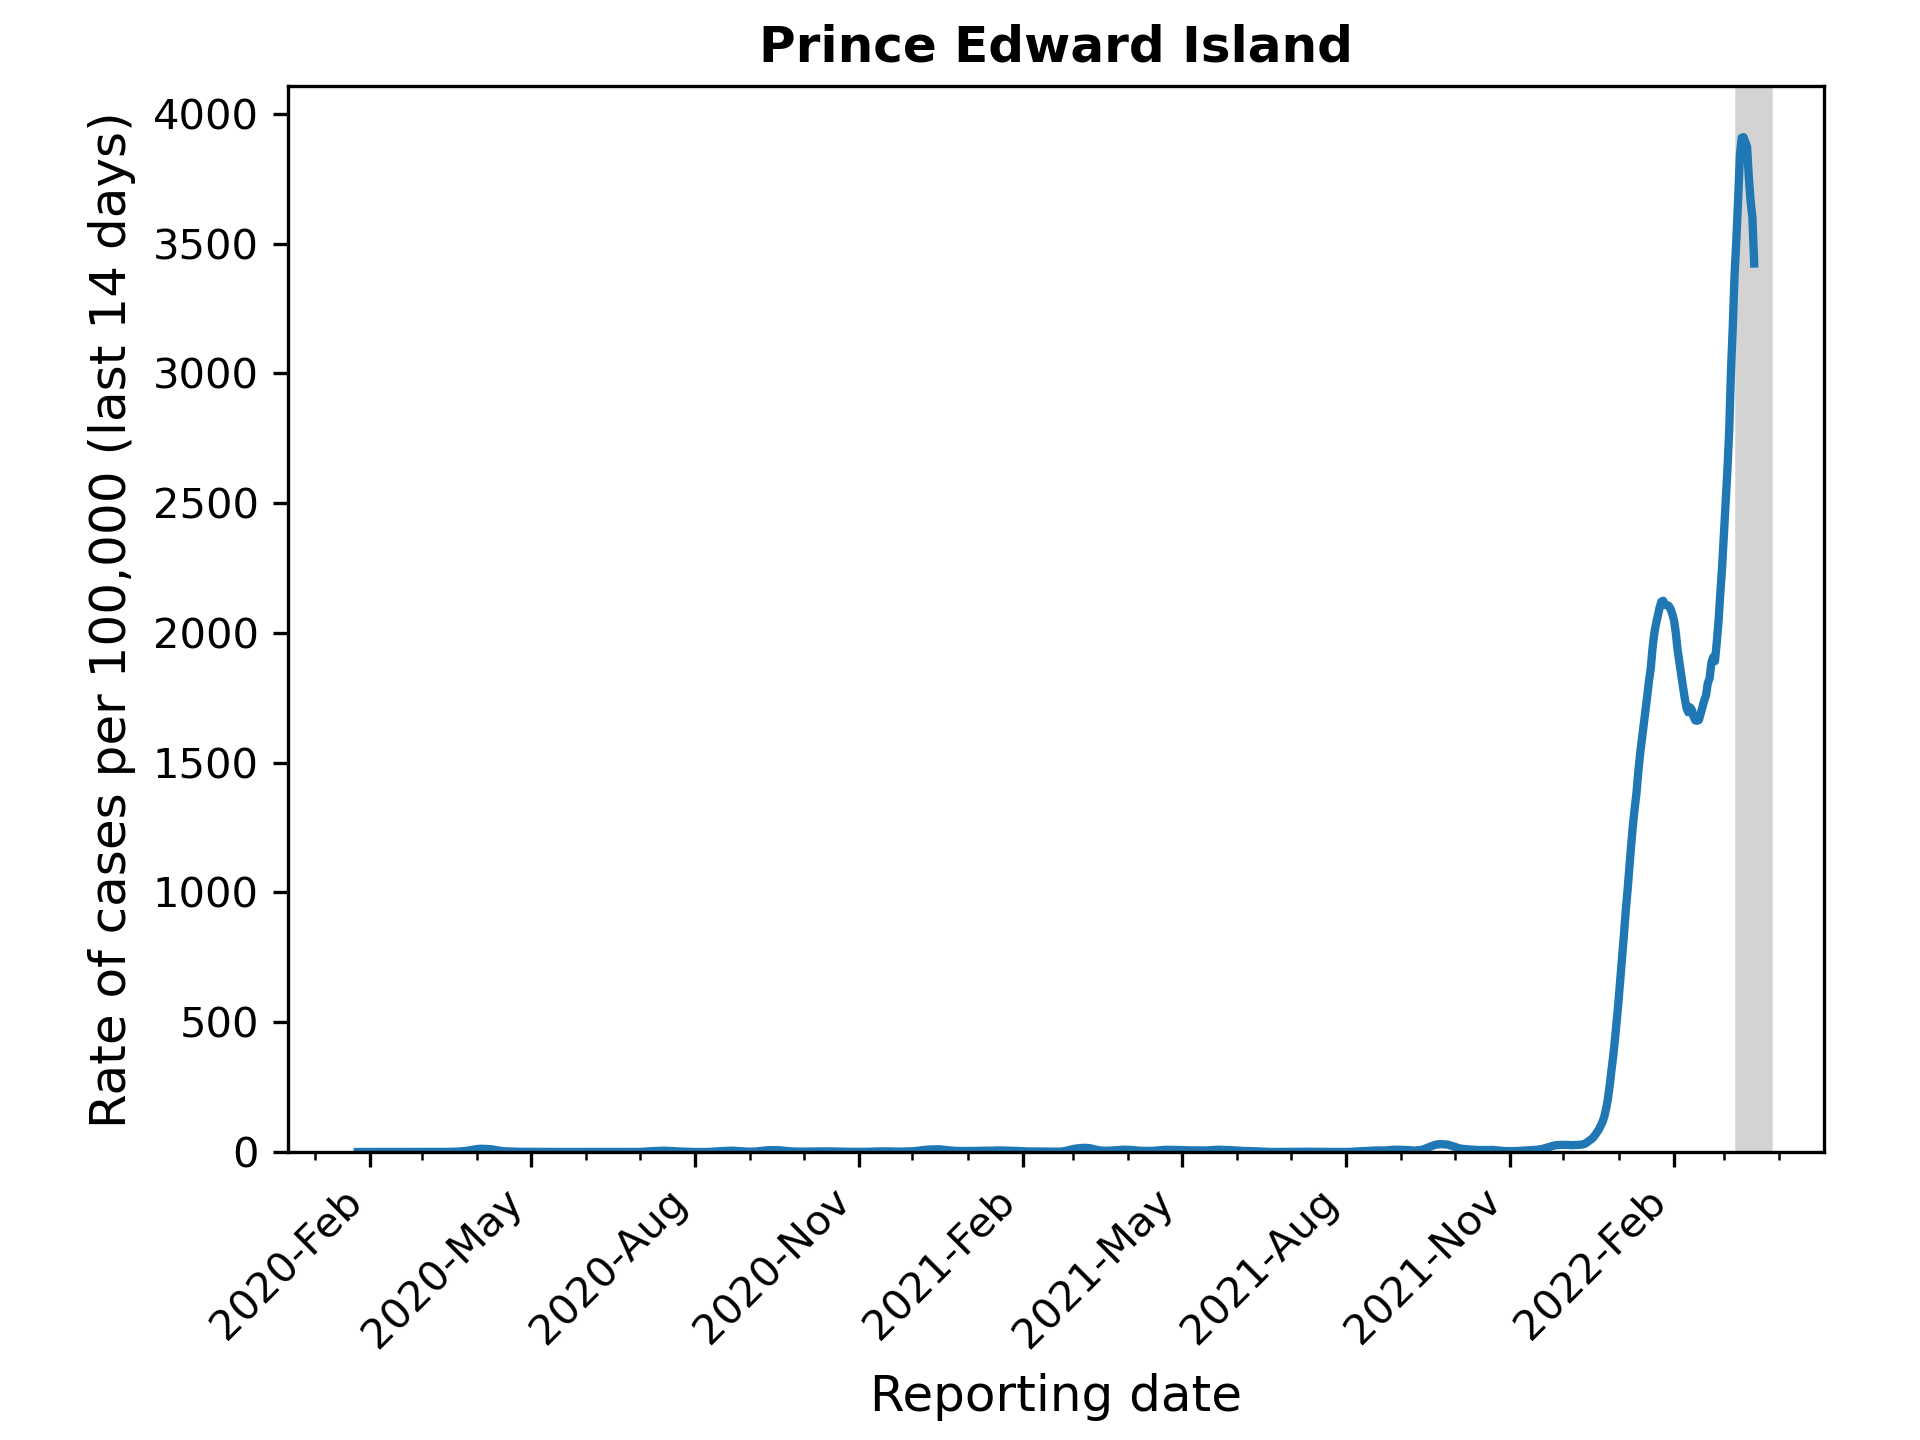 Prince Edward Island
Rate of cases per 100,000 (last 14 days)
4000
3500
3000
2500
2000
1500
1000
500
0
2020-Feb
2020-May
2020-Aug
2020-Nov
2021-Feb
2021-May
2021-Aug
2021-Nov
2022-Feb
Reporting date